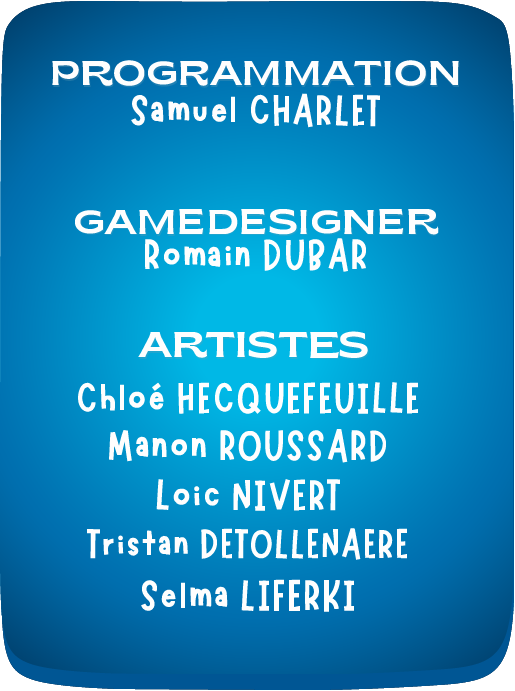 PROGRAMMATION
Samuel CHARLET
GAMEDESIGNER
Romain DUBAR
ARTISTES
Chloé HECQUEFEUILLE
Manon ROUSSARD
Loic NIVERT
Tristan DETOLLENAERE
Selma LIFERKI